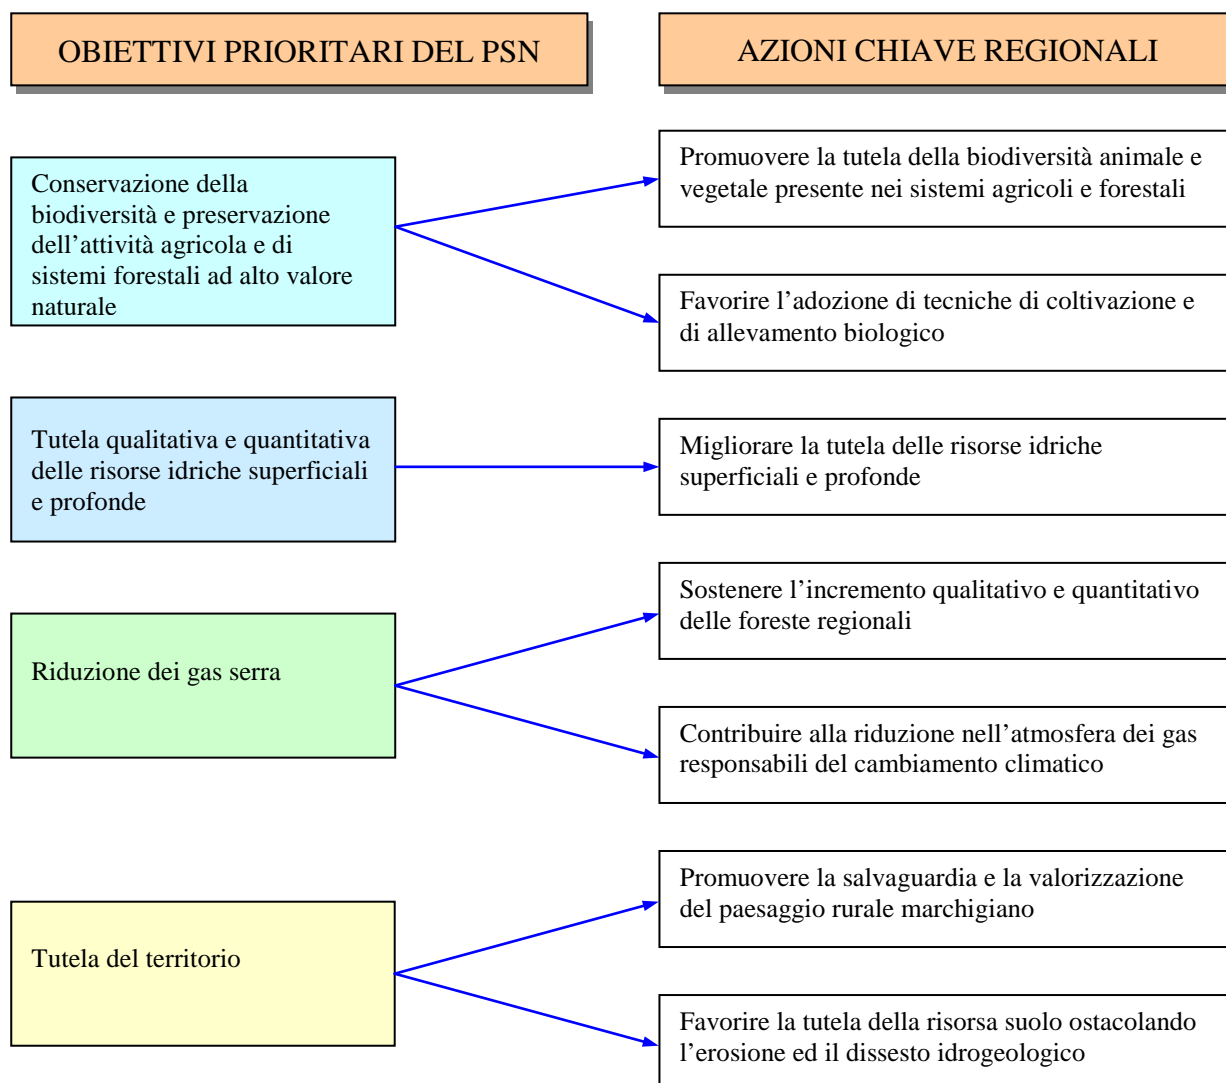 OBIETTIVI PRIORITARI DEL PSN
AZIONI CHIAVE REGIONALI
Conservazione della
biodiversità e preservazione
dell’attività agricola e di
sistemi forestali ad alto valore
naturale
Promuovere la tutela della biodiversità animale e
vegetale presente nei sistemi agricoli e forestali
Favorire l’adozione di tecniche di coltivazione e
di allevamento biologico
Tutela qualitativa e quantitativa
delle risorse idriche superficiali
e profonde
Migliorare la tutela delle risorse idriche
superficiali e profonde
Riduzione dei gas serra
Sostenere l’incremento qualitativo e quantitativo
delle foreste regionali
Contribuire alla riduzione nell’atmosfera dei gas
responsabili del cambiamento climatico
Tutela del territorio
Promuovere la salvaguardia e la valorizzazione
del paesaggio rurale marchigiano
Favorire la tutela della risorsa suolo ostacolando
l’erosione ed il dissesto idrogeologico